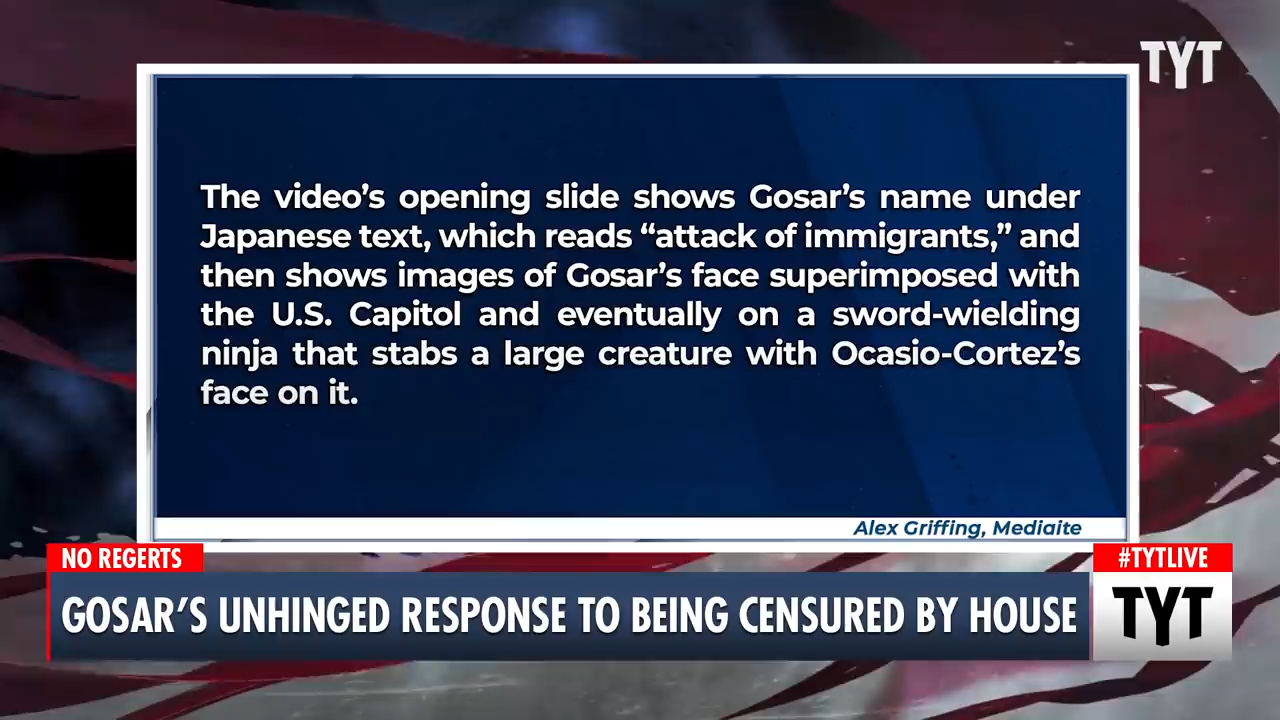 TYT
The video’s opening slide shows Gosar’s name under
Japanese text, which reads “attack of immigrants,” and
then shows images of Gosar’s face superimposed with
the U.S. Capitol and eventually on a sword-wielding
ninja that stabs a large creature with Ocasio-Cortez’s
face on it.
Alex Griffing, Mediaite
NO REGERTS
#TYTLIVE
GOSAR’S UNHINGED RESPONSE TO BEING CENSURED BY HOUSE
TYT